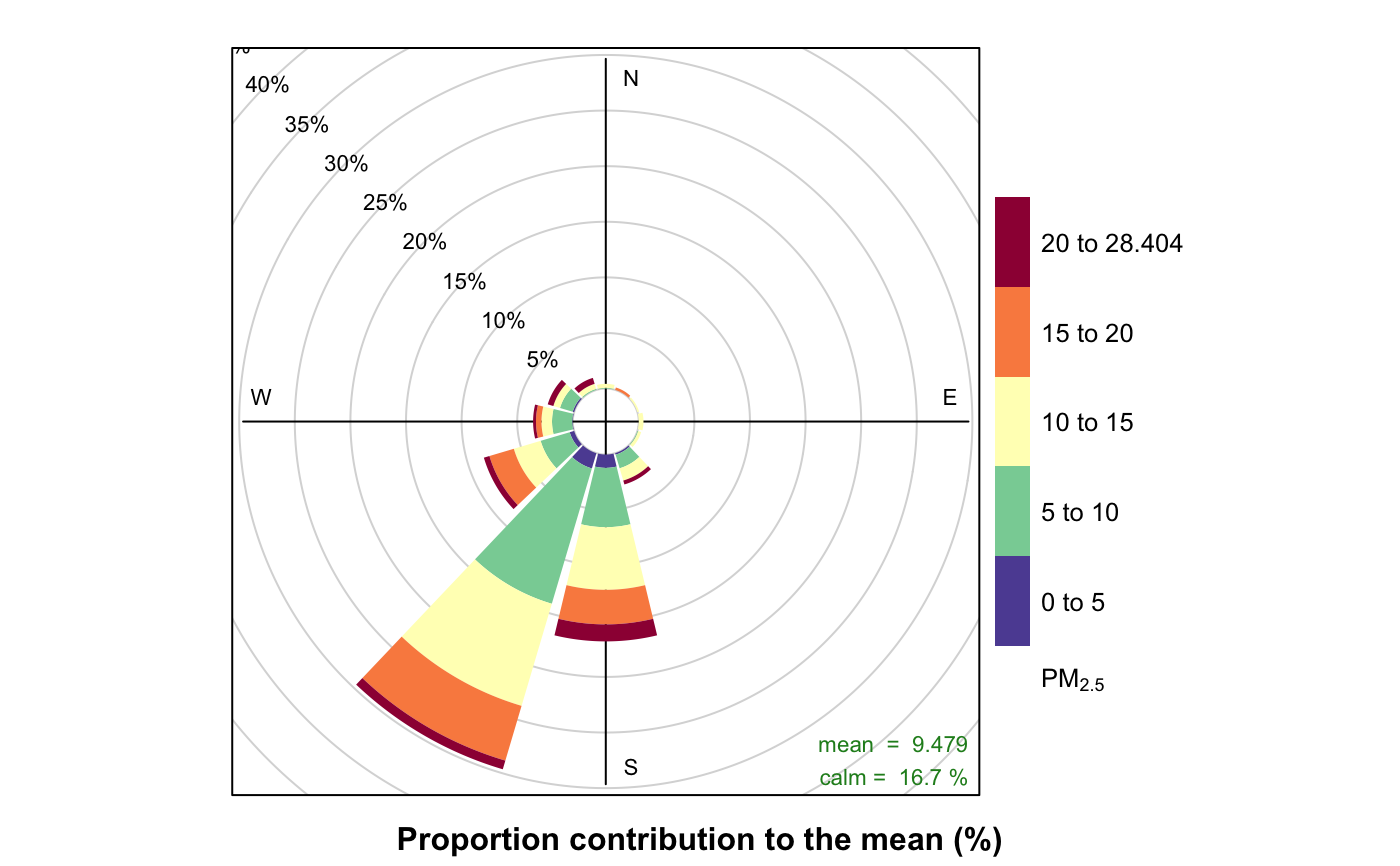 %
N
40%
35%
30%
25%
20%
15%
10%
5%
W
E
S
mean = 9.479
calm = 16.7 %
20 to 28.404
15 to 20
10 to 15
5 to 10
0 to 5
PM2.5
Proportion contribution to the mean (%)